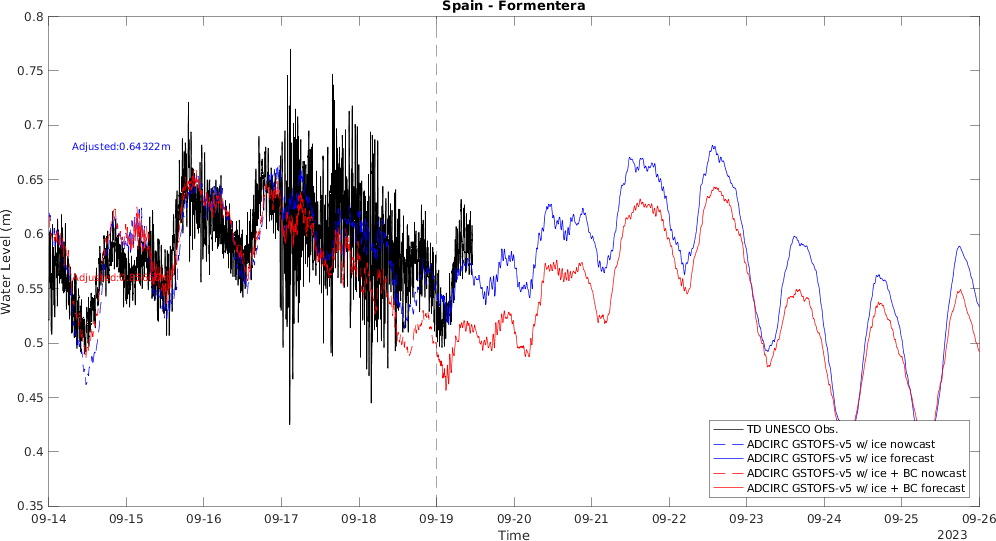 Spain - Formentera
0.8
0.75
0.7
0.65
0.6
0.55
0.5
0.45
0.4
0.35
Water Level (m)
Adjusted:0.64322m
09-14
09-15
09-16
09-17
09-18
09-19
09-20
09-21
09-22
09-23
09-24
09-25
09-26
Time
2023
TD UNESCO Obs.
ADCIRC GSTOFS-v5 w/ ice nowcast
ADCIRC GSTOFS-v5 w/ ice forecast
ADCIRC GSTOFS-v5 w/ ice + BC nowcast
ADCIRC GSTOFS-v5 w/ ice + BC forecast